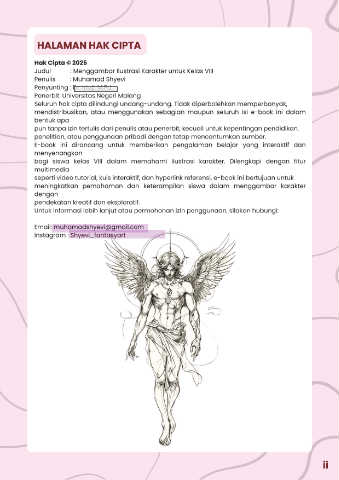 HALAMAN HAK CIPTA
Hak Cipta © 2025
Judul : Menggambar Ilustrasi Karakter untuk Kelas VIII
Penulis : Muhamad Shyevi
Penyunting :
Penerbit: Universitas Negeri Malang
Seluruh hak cipta dilindungi undang-undang. Tidak diperbolehkan memperbanyak,
mendistribusikan, atau menggunakan sebagian maupun seluruh isi e-book ini dalam
bentuk apa
pun tanpa izin tertulis dari penulis atau penerbit, kecuali untuk kepentingan pendidikan,
penelitian, atau penggunaan pribadi dengan tetap mencantumkan sumber.
E-book ini dirancang untuk memberikan pengalaman belajar yang interaktif dan
menyenangkan
bagi siswa kelas VIII dalam memahami ilustrasi karakter. Dilengkapi dengan fitur
multimedia
seperti video tutorial, kuis interaktif, dan hyperlink referensi, e-book ini bertujuan untuk
meningkatkan pemahaman dan keterampilan siswa dalam menggambar karakter
dengan
pendekatan kreatif dan eksploratif.
Untuk informasi lebih lanjut atau permohonan izin penggunaan, silakan hubungi:
Email: muhamadshyevi@gmail.com
Instagram : Shyevi_fantasyart
ii